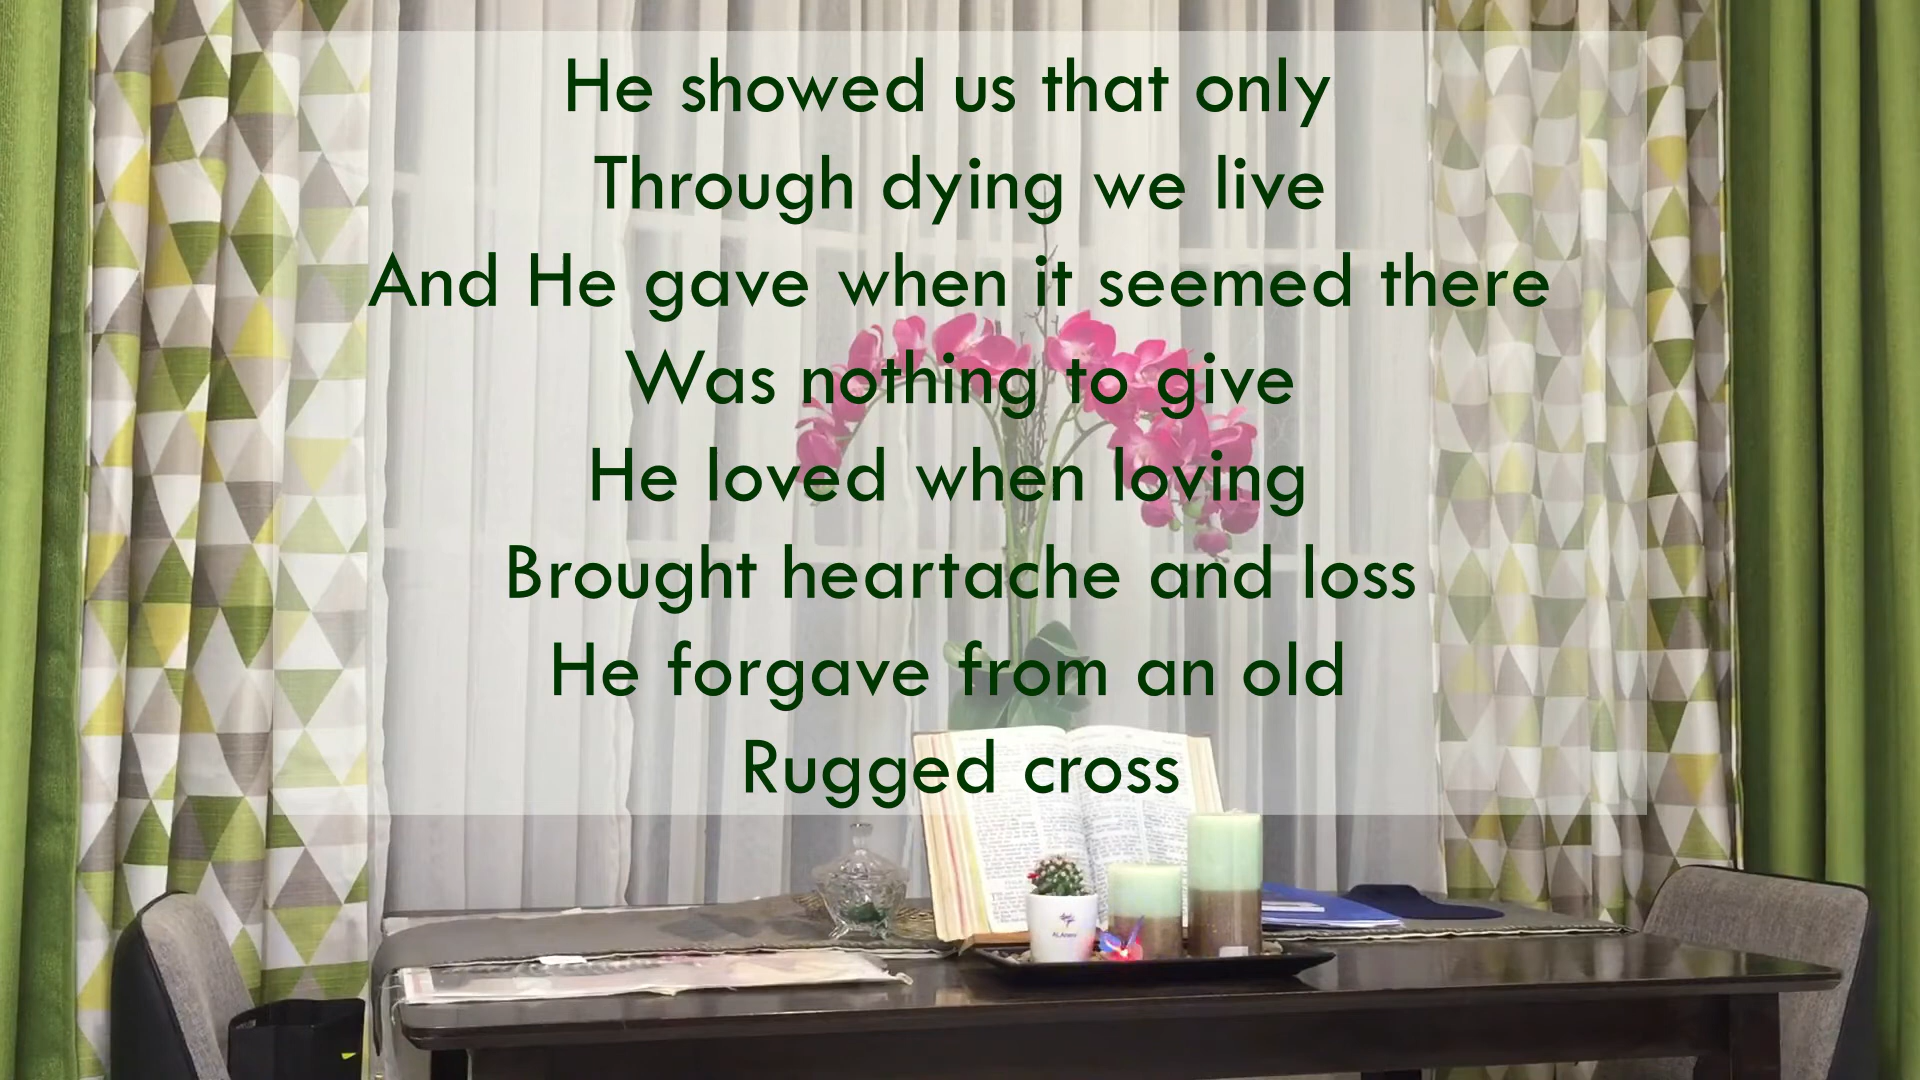 He showed us that only
Through dying we live
And He gave when it seemed there
Was nothing to give
He loved when loving
Brought heartache and loss
He forgave from an old
Rugged cross